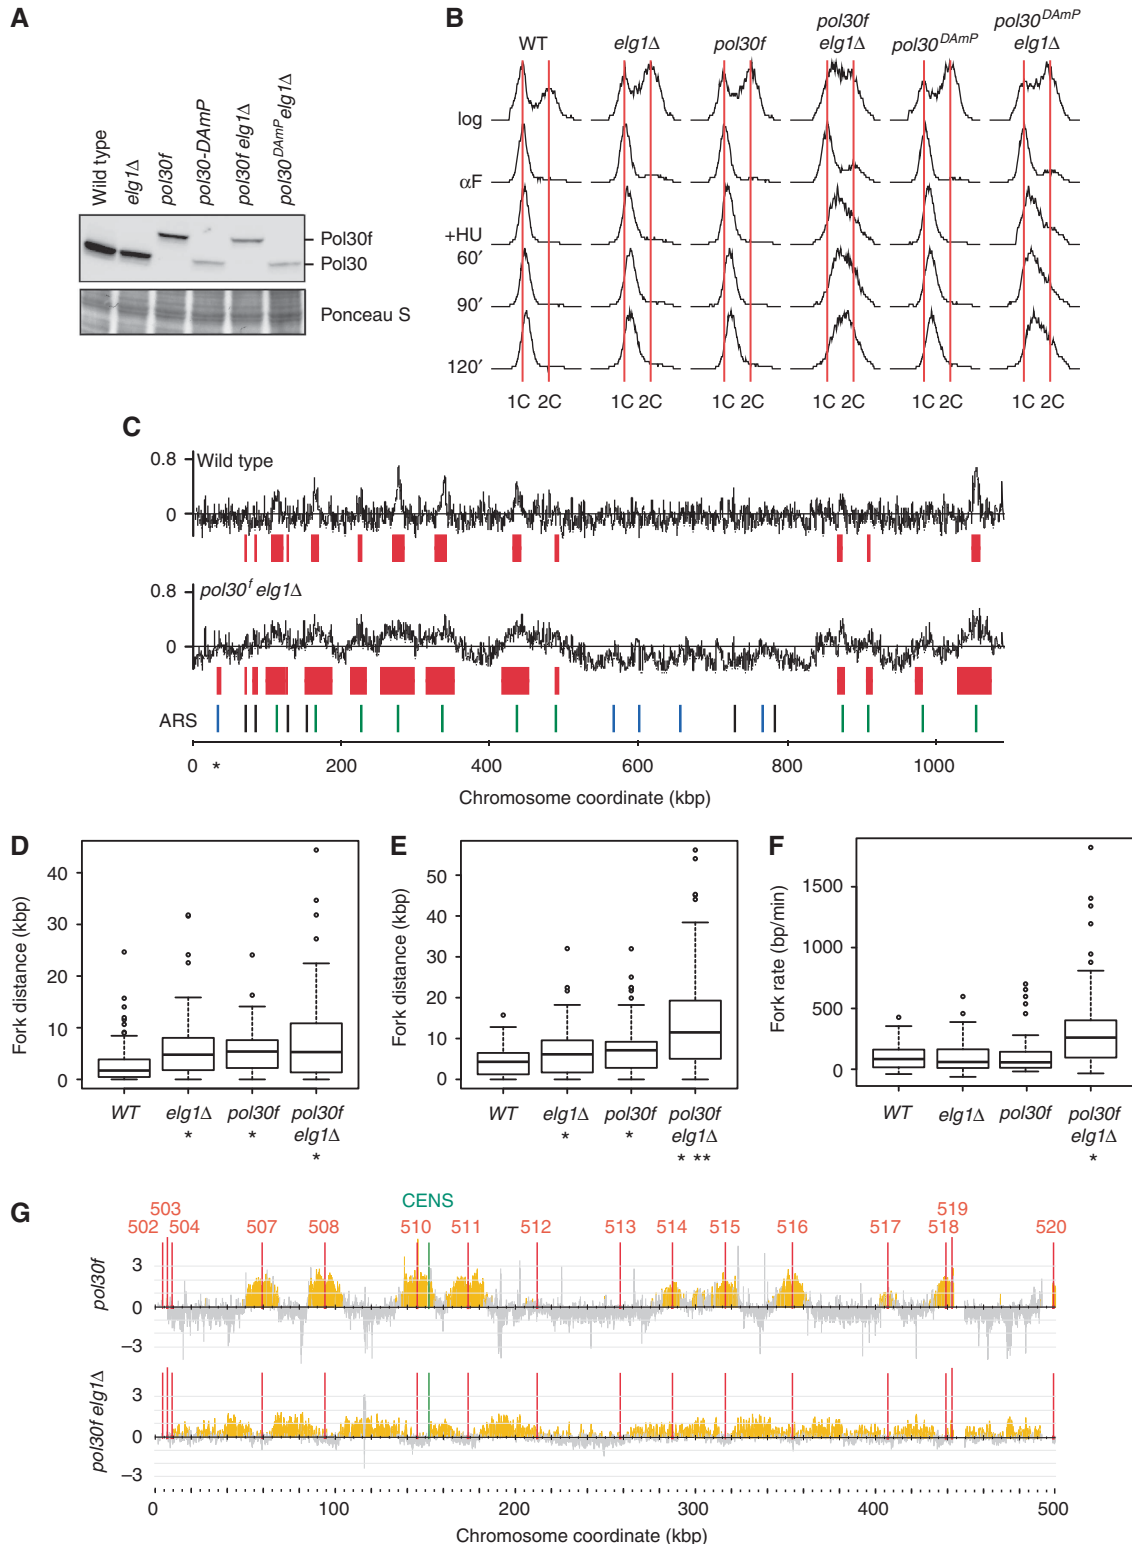 A
Wild type
elg1Δ
pol30f
pol30-DAmP
pol30f elg1Δ
pol30DAmP elg1Δ
Pol30f
Pol30
Ponceau S
B
WT
elg1Δ
pol30f
pol30f
elg1Δ
pol30DAmP
pol30DAmP
elg1Δ
log
αF
+HU
60′
90′
120′
1C 2C
1C 2C
1C 2C
1C 2C
1C 2C
1C 2C
C
0.8
Wild type
0
0.8
pol30f elg1Δ
0
ARS
0 * 200 400 600 800 1000
Chromosome coordinate (kbp)
D
Fork distance (kbp)
40
30
20
10
0
WT
elg1Δ
*
pol30f
*
pol30f
elg1Δ
*
E
Fork distance (kbp)
50
40
30
20
10
0
WT
elg1Δ
*
pol30f
*
pol30f
elg1Δ
* **
F
Fork rate (bp/min)
1500
1000
500
0
WT
elg1Δ
pol30f
pol30f
elg1Δ
*
G
CENS
503 519
502 504 507 508 510 511 512 513 514 515 516 517 518 520
pol30f
3
0
−3
pol30f elg1Δ
3
0
−3
0 100 200 300 400 500
Chromosome coordinate (kbp)